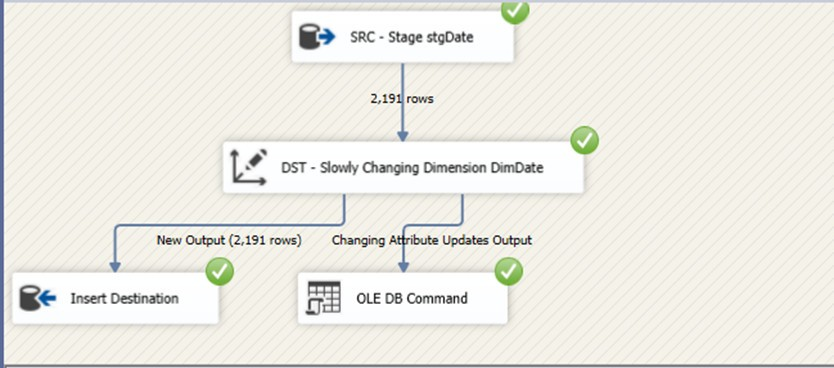 SRC - Stage stgDate
2,191 rows
DST - Slowly Changing Dimension DimDate
New Output (2,191 rows)
Changing Attribute Updates Output
Insert Destination
OLE DB Command